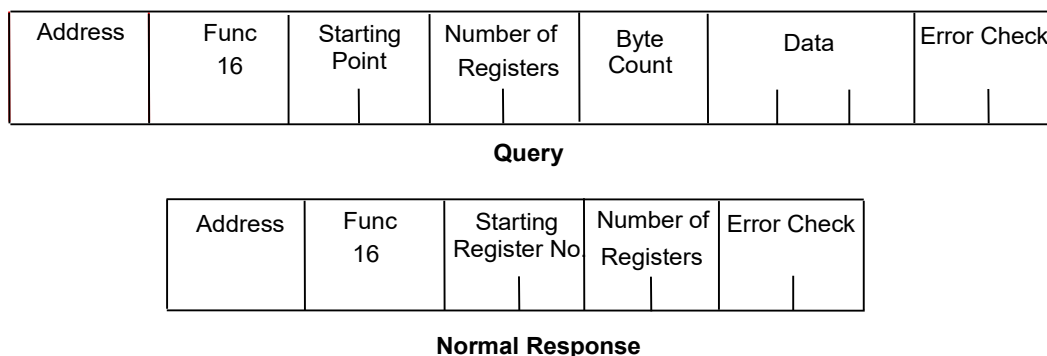 Address
Func
16
Starting
Point
Number of
Registers
Byte
Count
Data
Error Check
Query
Address
Func
16
Starting
Register No.
Number of
Registers
Error Check
Normal Response